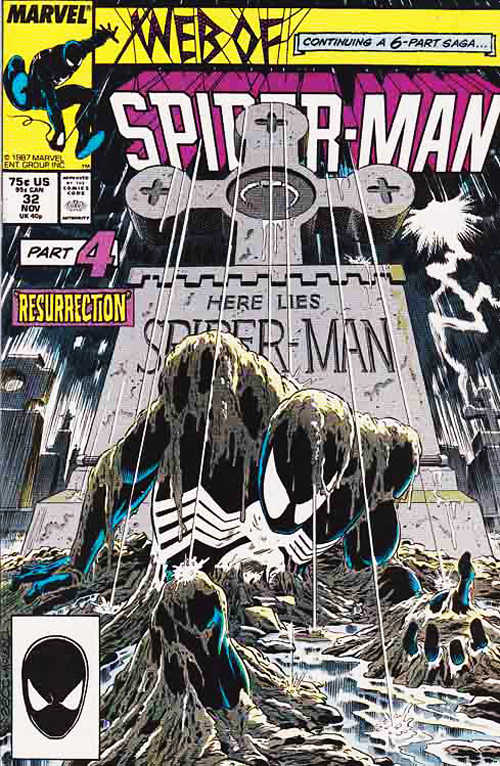 MARVEL
WEB OF
CONTINUING A 6-PART SAGA...
SPIDER-MAN
© 1987 MARVEL
ENT. GROUP, INC.
TM
75¢ US
95¢ CAN
32
NOV
UK 40p
APPROVED
BY THE
COMICS
CODE
AUTHORITY
PART 4
"RESURRECTION"
HERE LIES
SPIDER-MAN